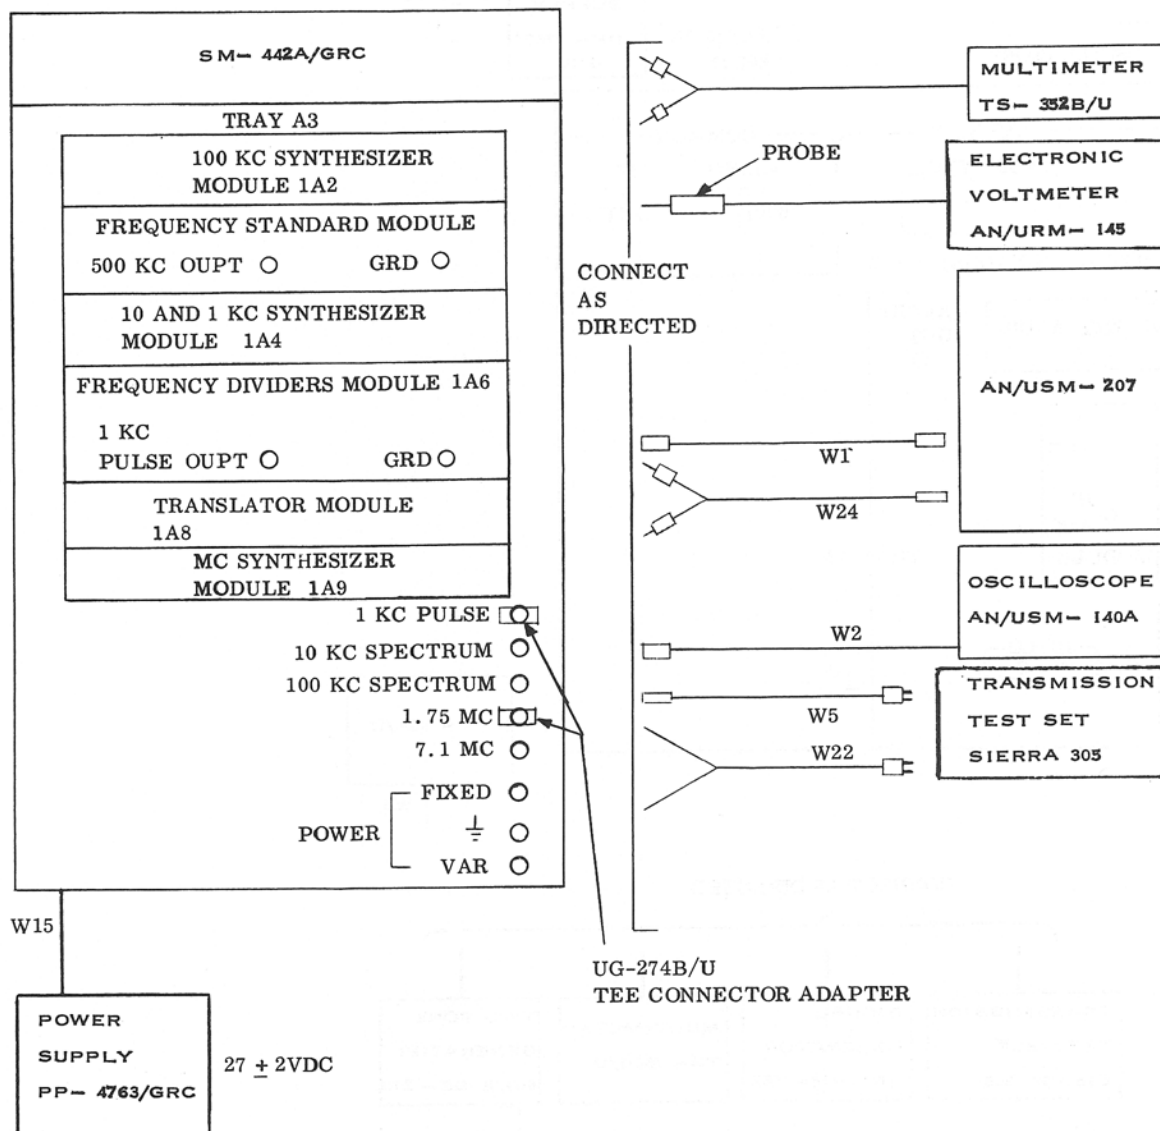 SM- 442A/GRC
TRAY A3
100 KC SYNTHESIZER
MODULE 1A2
FREQUENCY STANDARD MODULE
500 KC OUPT
GRD
10 AND 1 KC SYNTHESIZER
MODULE 1A4
FREQUENCY DIVIDERS MODULE 1A6
1 KC
PULSE OUPT
GRD
TRANSLATOR MODULE
1A8
MC SYNTHESIZER
MODULE 1A9
1 KC PULSE
10 KC SPECTRUM
100 KC SPECTRUM
1.75 MC
7.1 MC
FIXED
POWER
VAR
W15
POWER
SUPPLY
PP- 4763/GRC
27 ± 2VDC
CONNECT
AS
DIRECTED
PROBE
W1
W24
W2
W5
W22
UG-274B/U
TEE CONNECTOR ADAPTER
MULTIMETER
TS- 352B/U
ELECTRONIC
VOLTMETER
AN/URM- 145
AN/USM- 207
OSCILLOSCOPE
AN/USM- 140A
TRANSMISSION
TEST SET
SIERRA 305